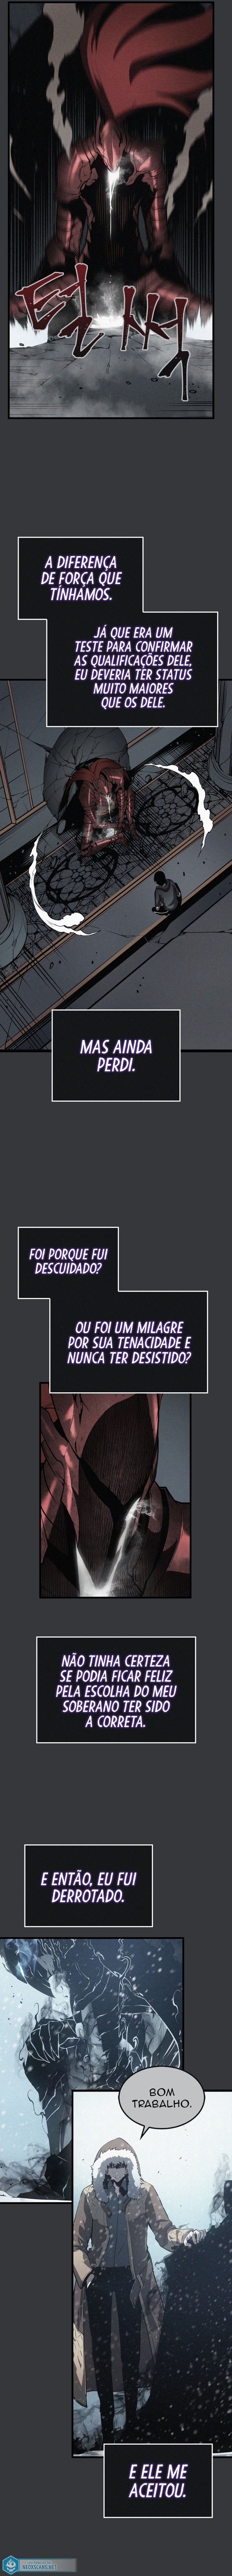 A DIFERENÇA
DE FORÇA QUE
TÍNHAMOS.
JÁ QUE ERA UM
TESTE PARA CONFIRMAR
AS QUALIFICAÇÕES DELE,
EU DEVERIA TER STATUS
MUITO MAIORES
QUE OS DELE.
MAS AINDA
PERDI.
FOI PORQUE FUI
DESCUIDADO?
OU FOI UM MILAGRE
POR SUA TENACIDADE E
NUNCA TER DESISTIDO?
NÃO TINHA CERTEZA
SE PODIA FICAR FELIZ
PELA ESCOLHA DO MEU
SOBERANO TER SIDO
A CORRETA.
E ENTÃO, EU FUI
DERROTADO.
BOM
TRABALHO.
E ELE ME
ACEITOU.
NEOXSCANS.NET